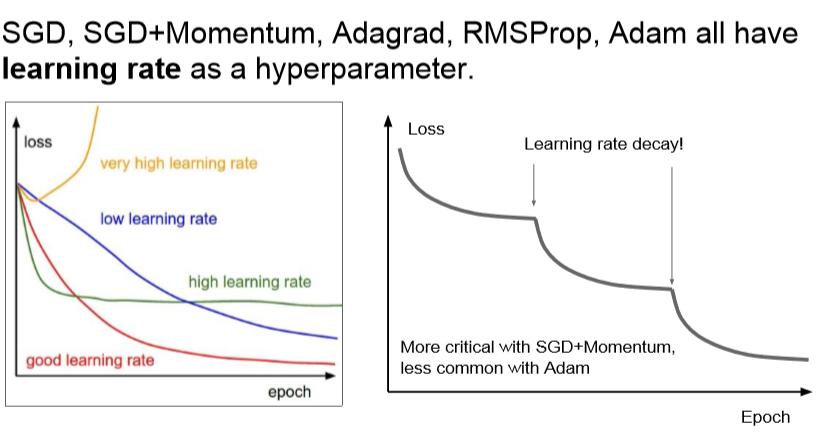 SGD, SGD+Momentum, Adagrad, RMSProp, Adam all have
learning rate as a hyperparameter.
loss
very high learning rate
low learning rate
high learning rate
good learning rate
epoch
Loss
Learning rate decay!
More critical with SGD+Momentum,
less common with Adam
Epoch